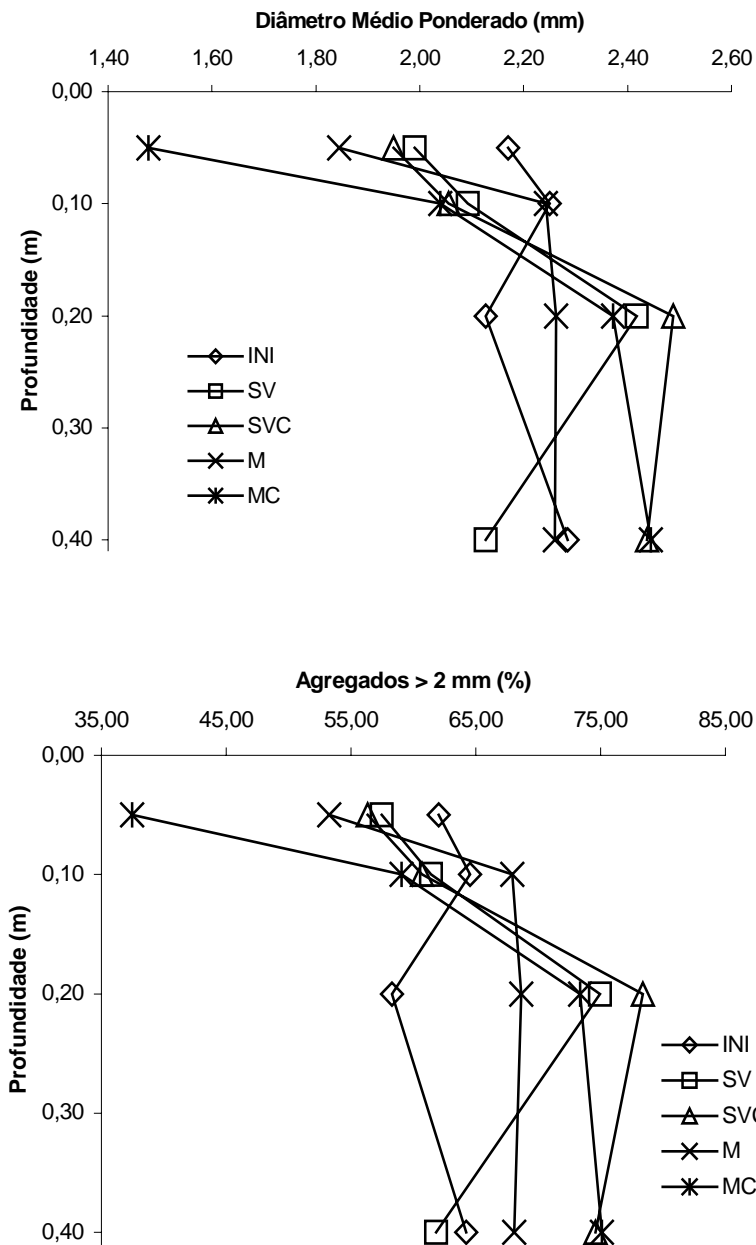 Diâmetro Médio Ponderado (mm)
1,40 1,60 1,80 2,00 2,20 2,40 2,60
0,00
0,10
0,20
0,30
0,40
Profundidade (m)
INI
SV
SVC
M
MC
Agregados > 2 mm (%)
35,00 45,00 55,00 65,00 75,00 85,00
0,00
0,10
0,20
0,30
0,40
Profundidade (m)
INI
SV
SVC
M
MC